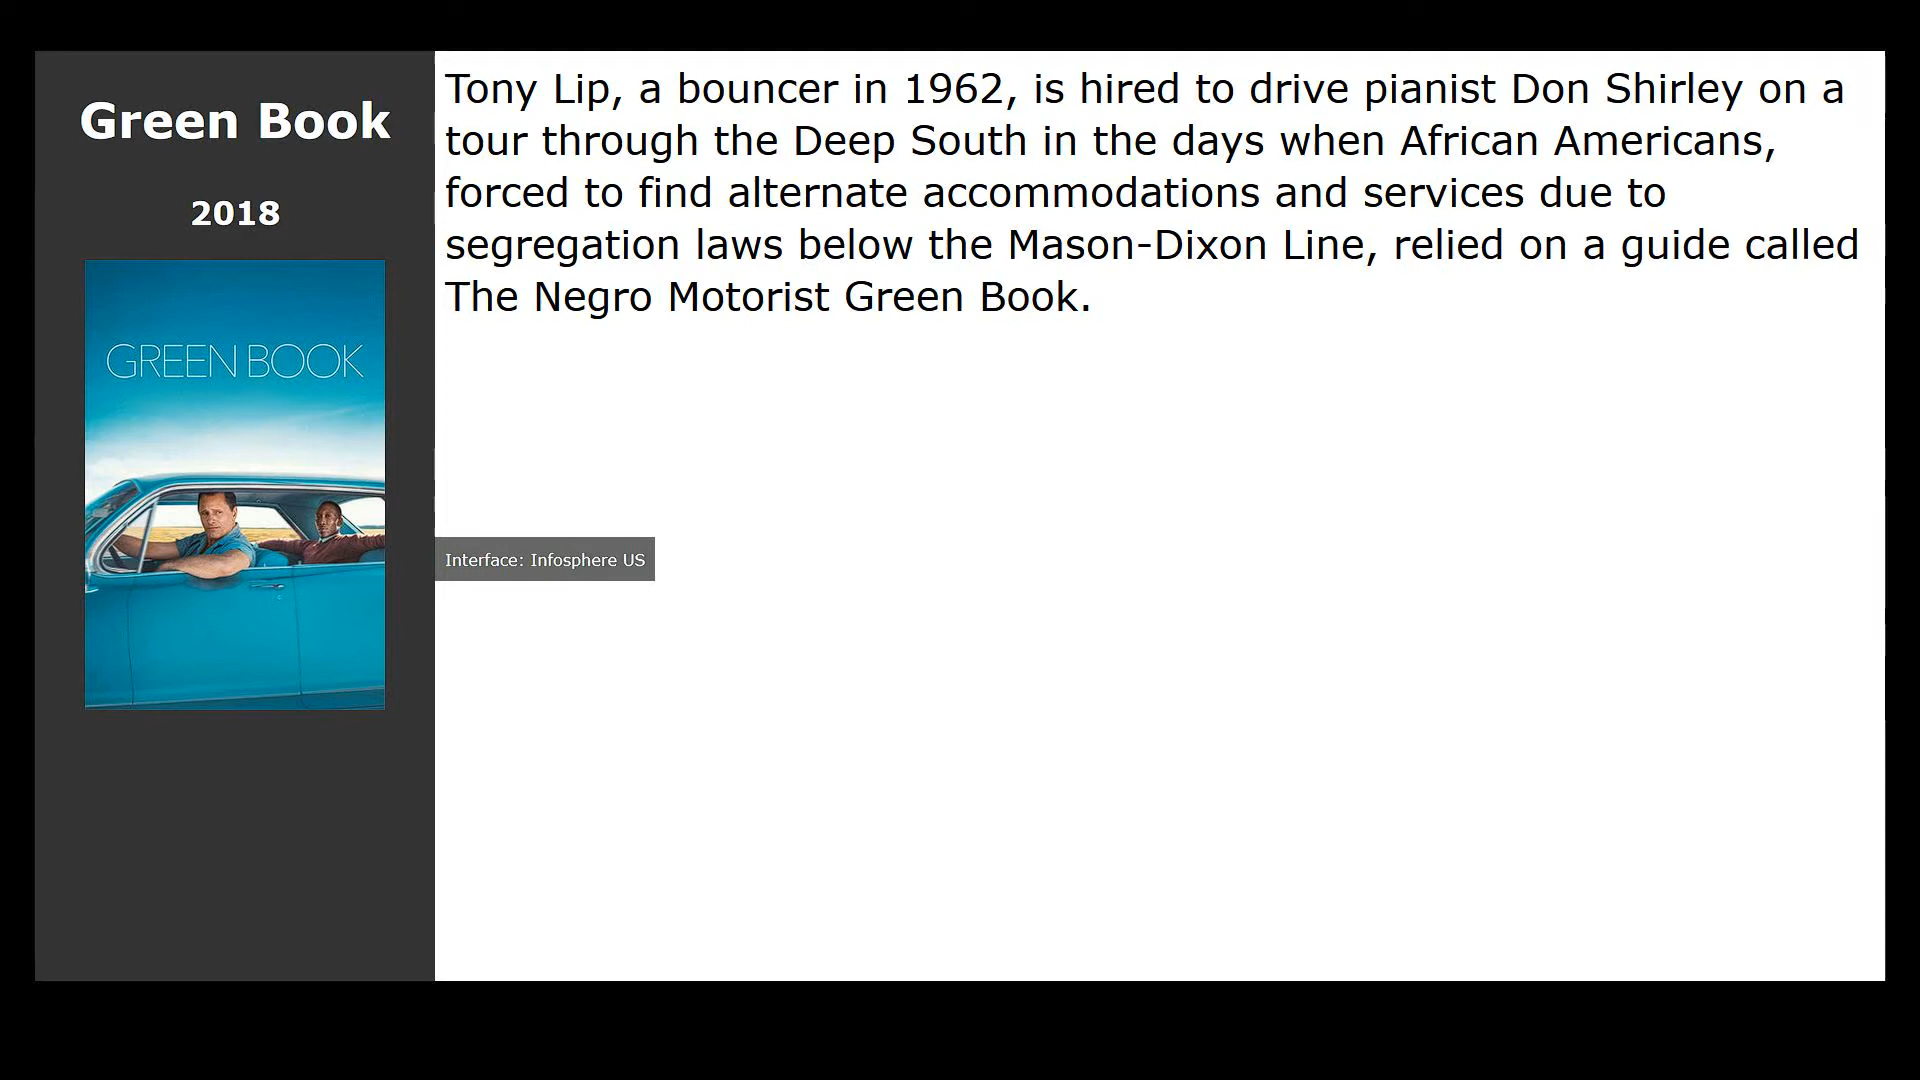 Green Book
2018
GREEN BOOK
Tony Lip, a bouncer in 1962, is hired to drive pianist Don Shirley on a
tour through the Deep South in the days when African Americans,
forced to find alternate accommodations and services due to
segregation laws below the Mason-Dixon Line, relied on a guide called
The Negro Motorist Green Book.
Interface: Infosphere US